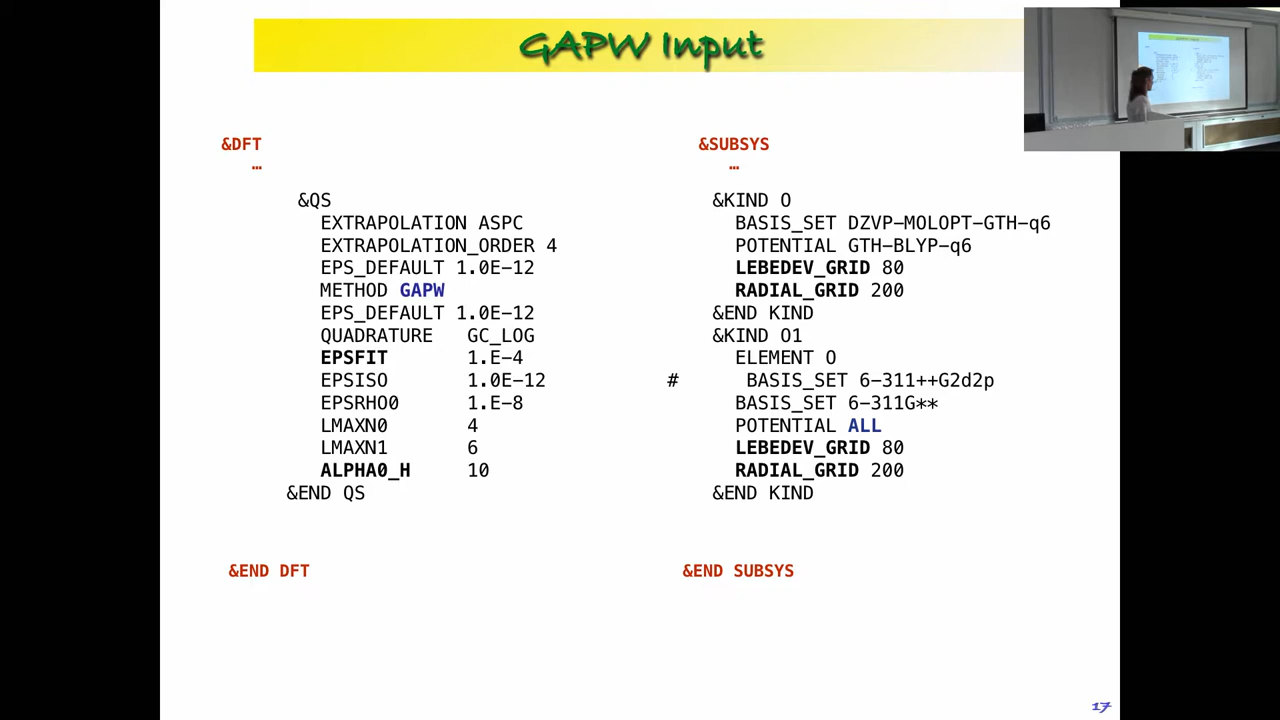 GAPW Input
&DFT
…
&QS
EXTRAPOLATION ASPC
EXTRAPOLATION_ORDER 4
EPS_DEFAULT 1.0E-12
METHOD GAPW
EPS_DEFAULT 1.0E-12
QUADRATURE GC_LOG
EPSFIT 1.E-4
EPSISO 1.0E-12
EPSRHO0 1.E-8
LMAXN0 4
LMAXN1 6
ALPHA0_H 10
&END QS
&END DFT
&SUBSYS
…
&KIND O
BASIS_SET DZVP-MOLOPT-GTH-q6
POTENTIAL GTH-BLYP-q6
LEBEDEV_GRID 80
RADIAL_GRID 200
&END KIND
&KIND O1
ELEMENT O
# BASIS_SET 6-311++G2d2p
BASIS_SET 6-311G**
POTENTIAL ALL
LEBEDEV_GRID 80
RADIAL_GRID 200
&END KIND
&END SUBSYS
17